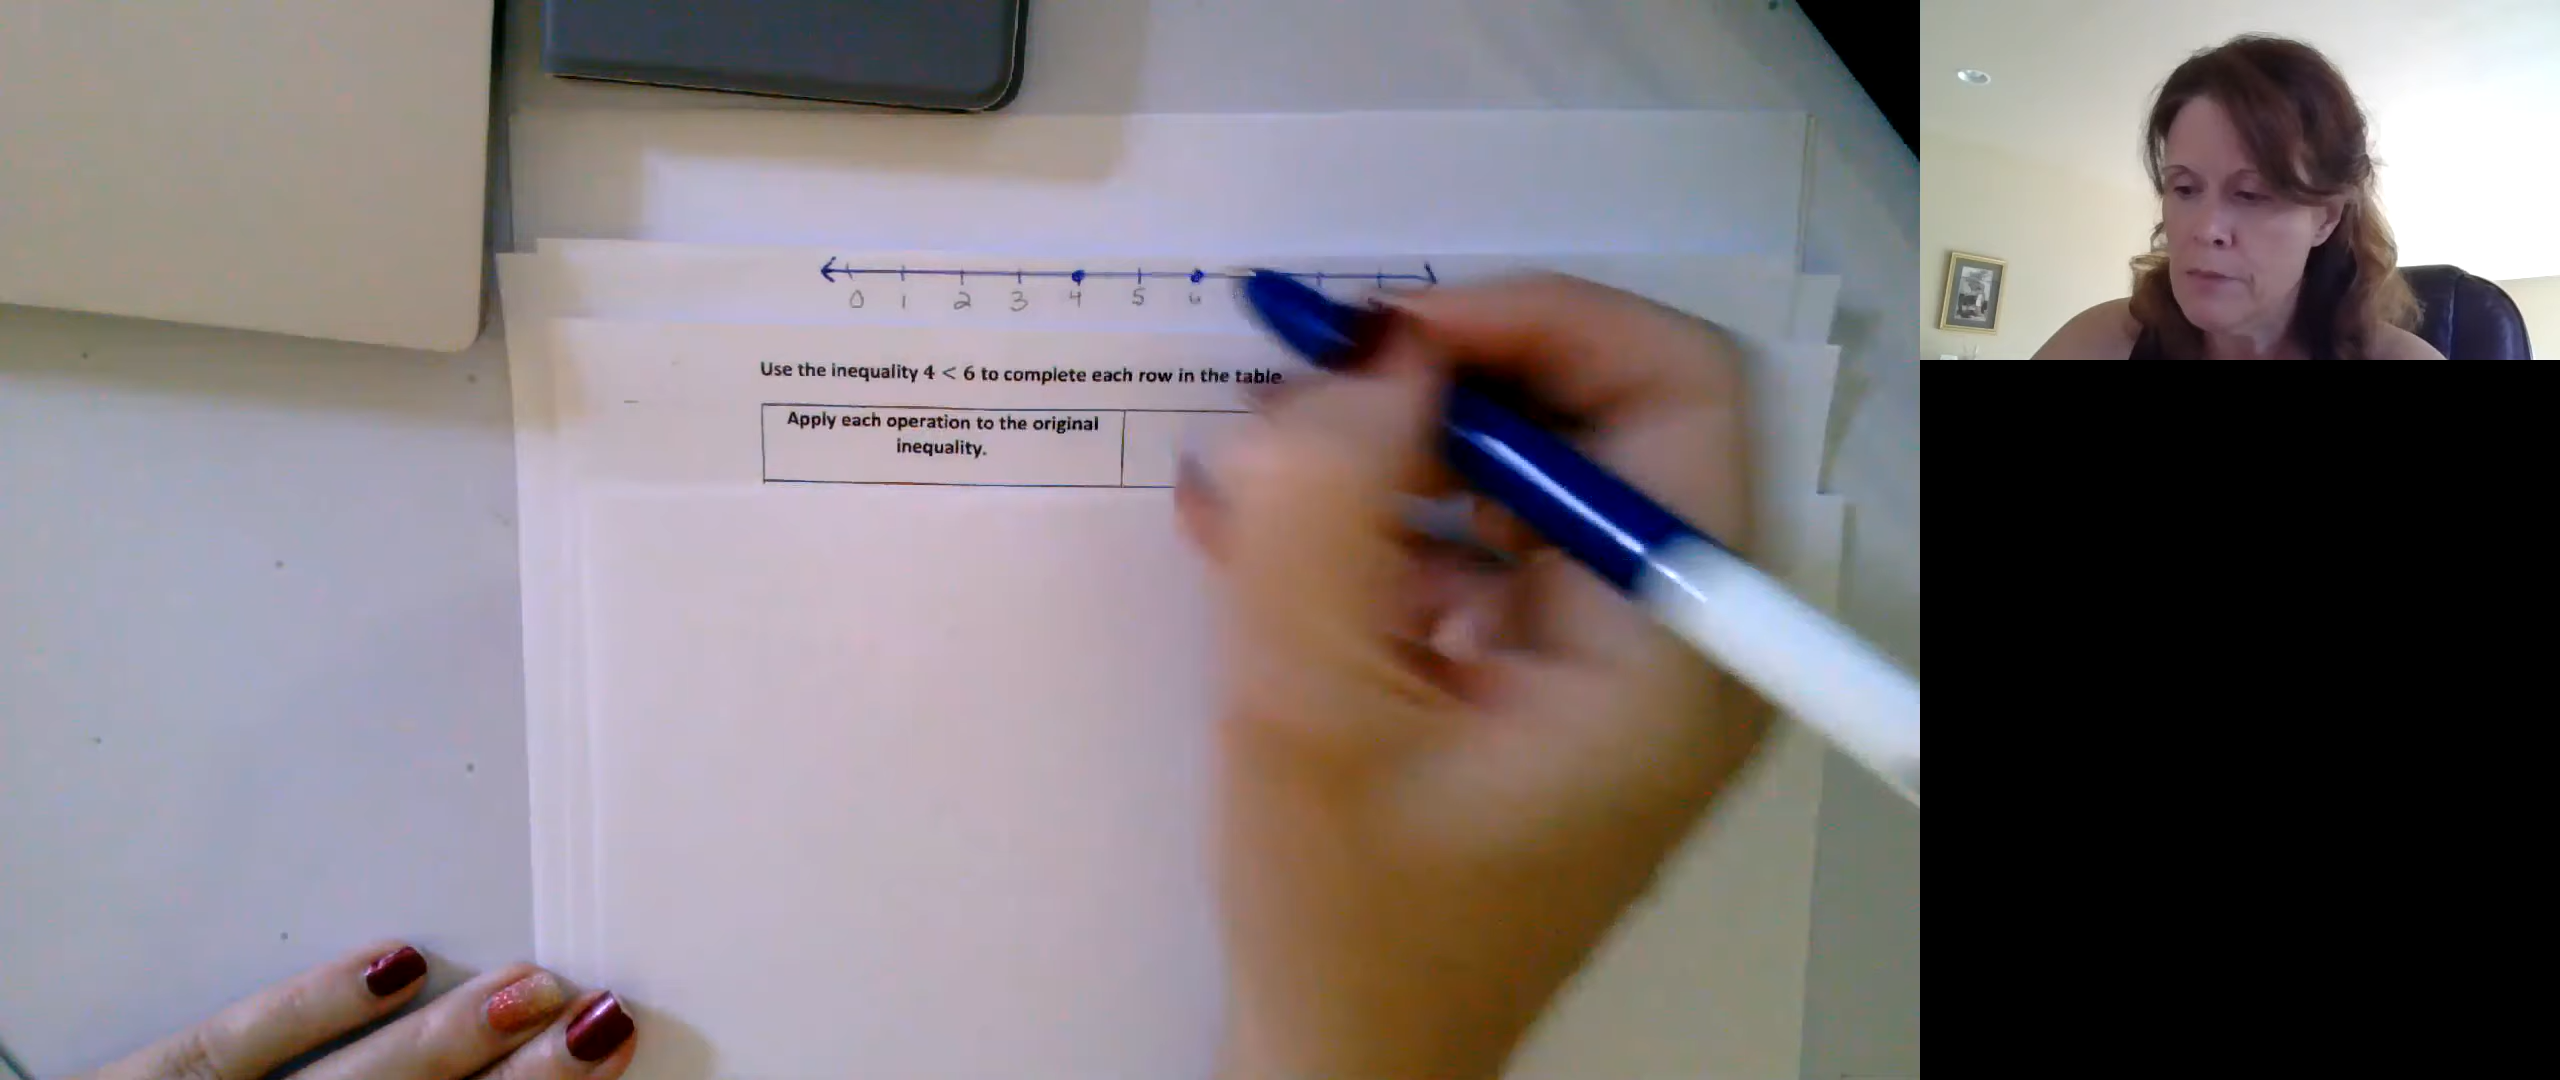 0 1 2 3 4 5 6
Use the inequality 4 < 6 to complete each row in the table.
Apply each operation to the original
inequality.